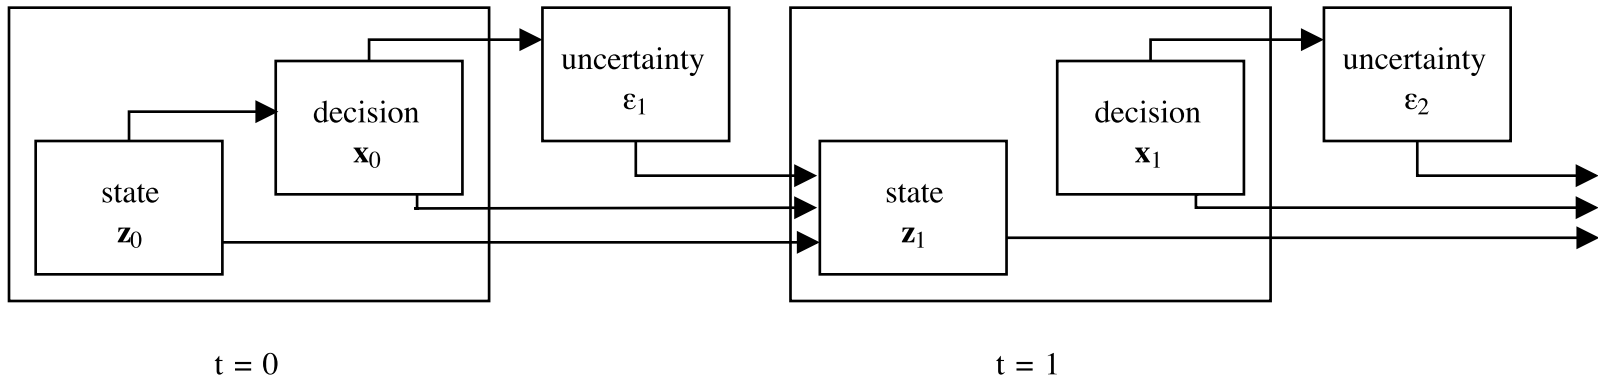 uncertainty
ε1
decision
x0
state
z0
uncertainty
ε2
decision
x1
state
z1
t = 0
t = 1